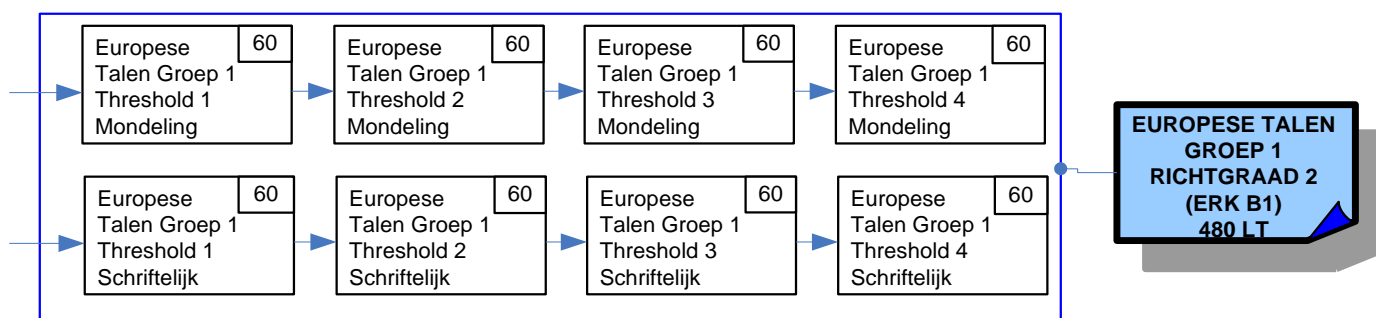 Europese
Talen Groep 1
Threshold 1
Mondeling
60
Europese
Talen Groep 1
Threshold 2
Mondeling
60
Europese
Talen Groep 1
Threshold 3
Mondeling
60
Europese
Talen Groep 1
Threshold 4
Mondeling
60
Europese
Talen Groep 1
Threshold 1
Schriftelijk
60
Europese
Talen Groep 1
Threshold 2
Schriftelijk
60
Europese
Talen Groep 1
Threshold 3
Schriftelijk
60
Europese
Talen Groep 1
Threshold 4
Schriftelijk
60
EUROPESE TALEN
GROEP 1
RICHTGRAAD 2
(ERK B1)
480 LT